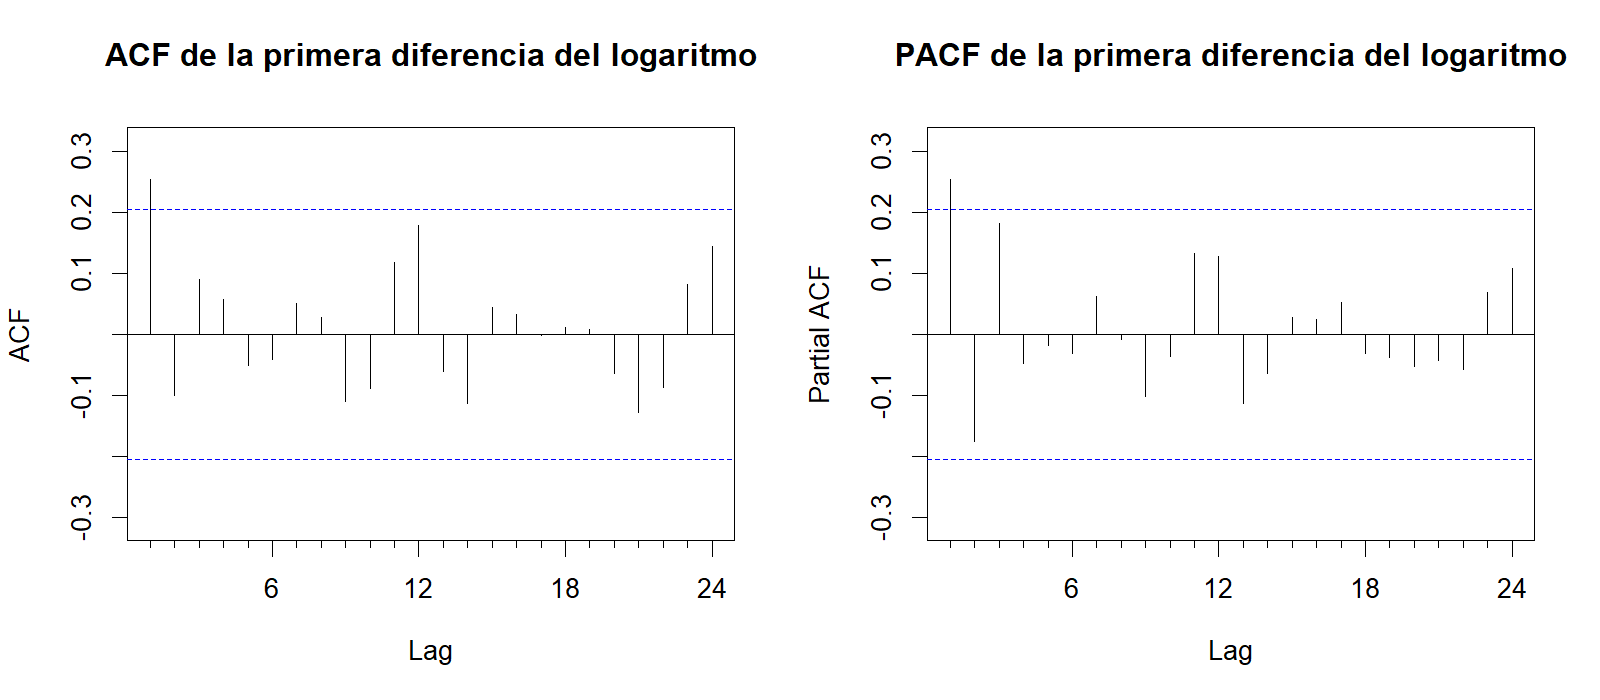 ACF de la primera diferencia del logaritmo
ACF
0.3
0.2
0.1
-0.1
-0.3
6 12 18 24
Lag
PACF de la primera diferencia del logaritmo
Partial ACF
0.3
0.2
0.1
-0.1
-0.3
6 12 18 24
Lag